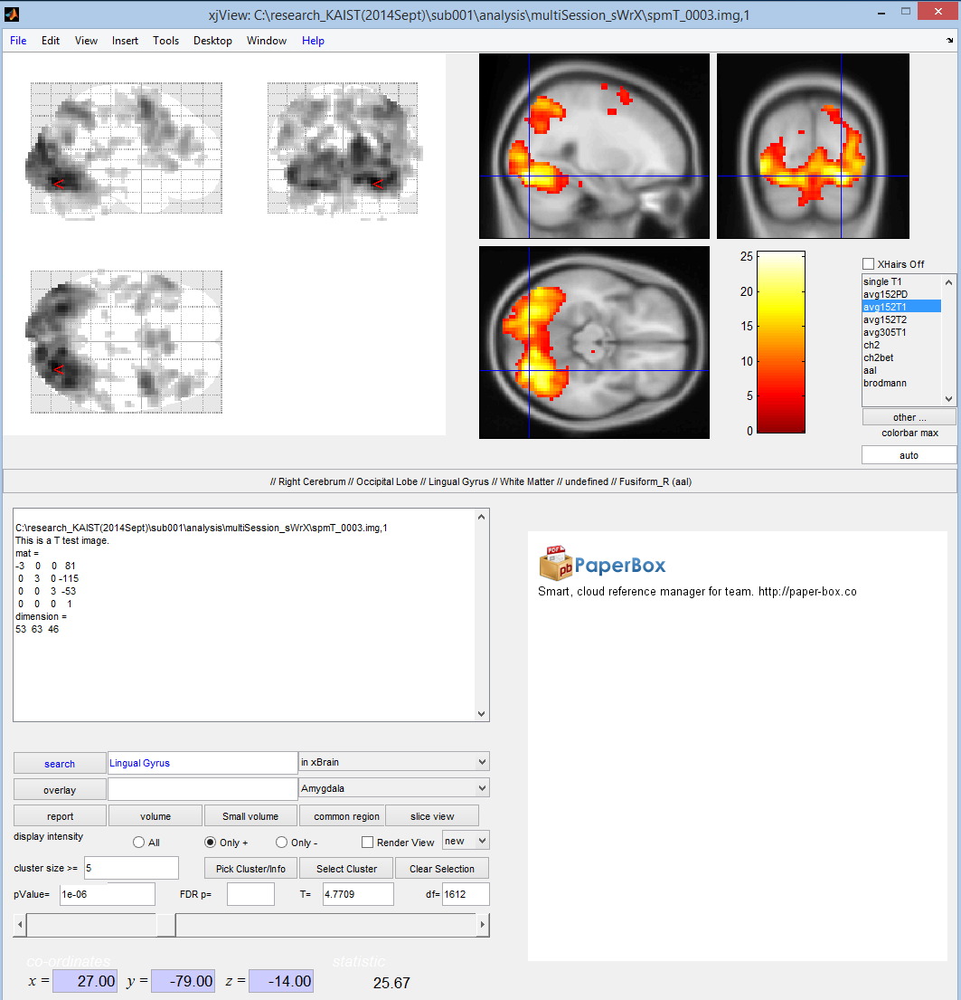 xjView: C:\research_KAIST(2014Sept)\sub001\analysis\multiSession_sWrX\spmT_0003.img,1
File Edit View Insert Tools Desktop Window Help
25
20
15
10
5
0
XHairs Off
single T1
avg152PD
avg152T1
avg152T2
avg305T1
ch2
ch2bet
aal
brodmann
other ...
colorbar max
auto
// Right Cerebrum // Occipital Lobe // Lingual Gyrus // White Matter // undefined // Fusiform_R (aal)
C:\research_KAIST(2014Sept)\sub001\analysis\multiSession_sWrX\spmT_0003.img,1
This is a T test image.
mat =
-3 0 0 81
0 3 0 -115
0 0 3 -53
0 0 0 1
dimension =
53 63 46
PDF
pb PaperBox
Smart, cloud reference manager for team. http://paper-box.co
search Lingual Gyrus in xBrain
overlay Amygdala
report volume Small volume common region slice view
display intensity All Only + Only - Render View new
cluster size >= 5 Pick Cluster/Info Select Cluster Clear Selection
pValue= 1e-06 FDR p= T= 4.7709 df= 1612
co-ordinates statistic
x = 27.00 y = -79.00 z = -14.00 25.67